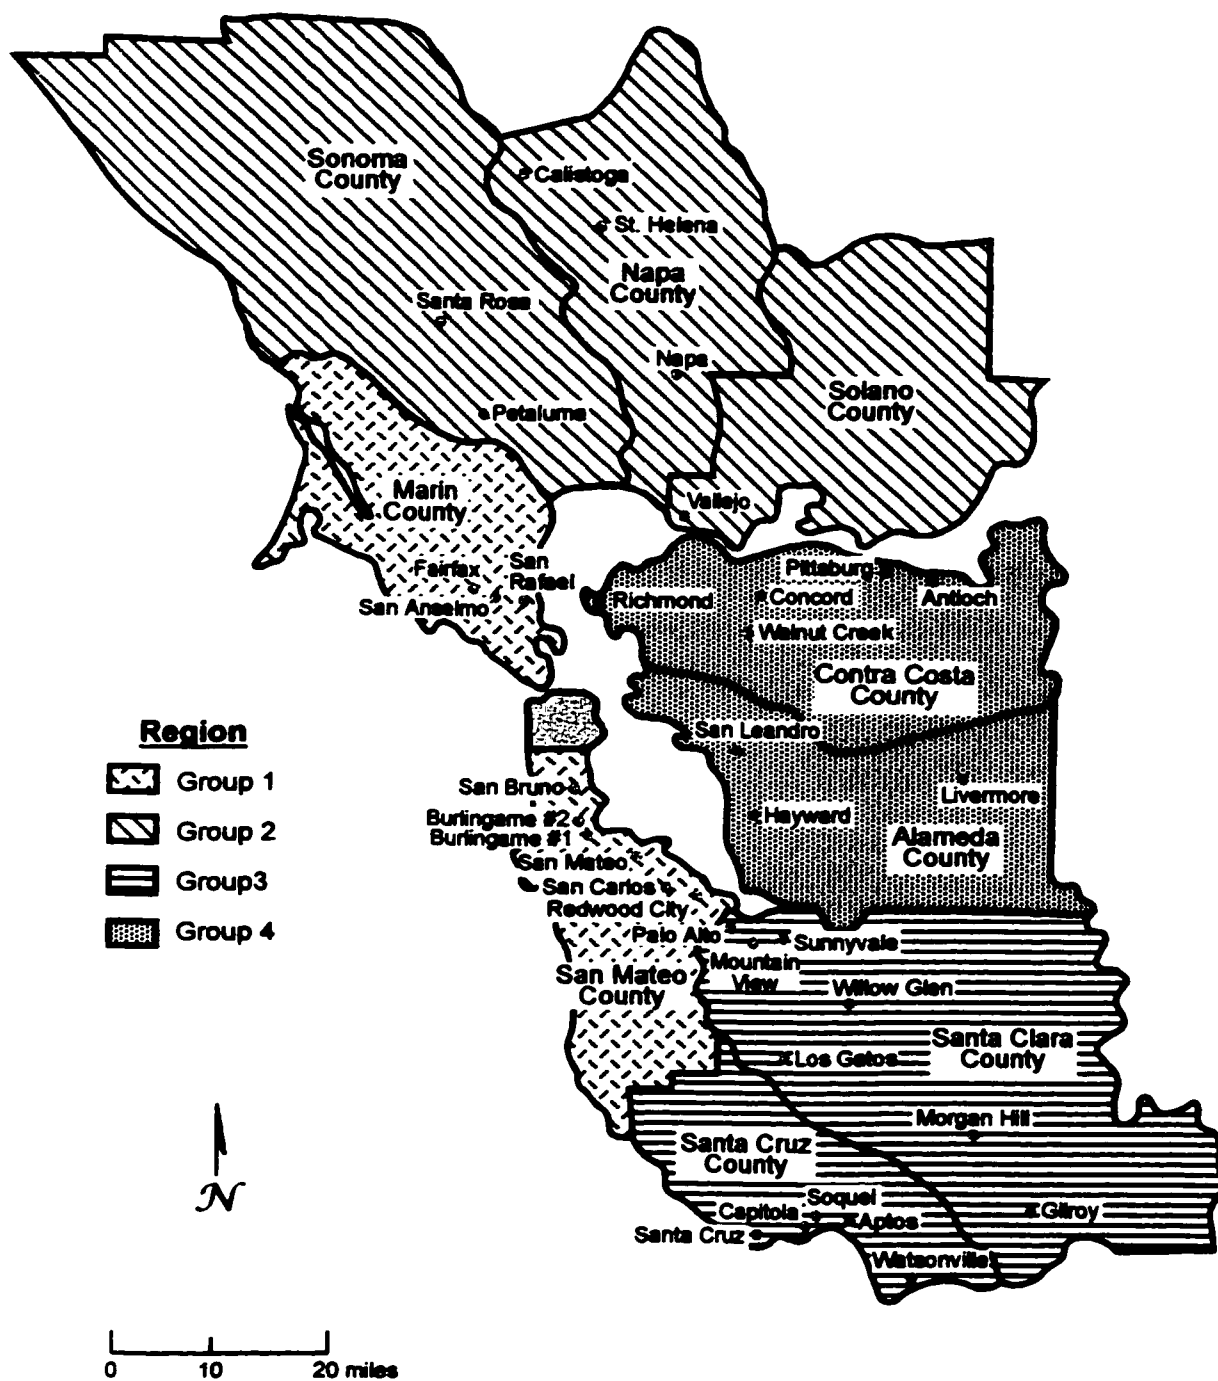 Sonoma
County
Calistoga
St. Helena
Napa
County
Santa Rosa
Napa
Solano
County
Petaluma
Marin
County
Vallejo
Fairfax
San
Rafael
San Anselmo
Pittsburg
Richmond
Concord
Antioch
Walnut Creek
Contra Costa
County
San Leandro
Region
Group 1
Group 2
Group3
Group 4
San Bruno
Burlingame #2
Burlingame #1
San Mateo
San Carlos
Redwood City
Livermore
Hayward
Alameda
County
Palo Alto
Sunnyvale
Mountain
View
San Mateo
County
Willow Glen
Santa Clara
County
Los Gatos
Morgan Hill
Santa Cruz
County
Soquel
Capitola
Aptos
Gilroy
Santa Cruz
Watsonville
N
0 10 20 miles